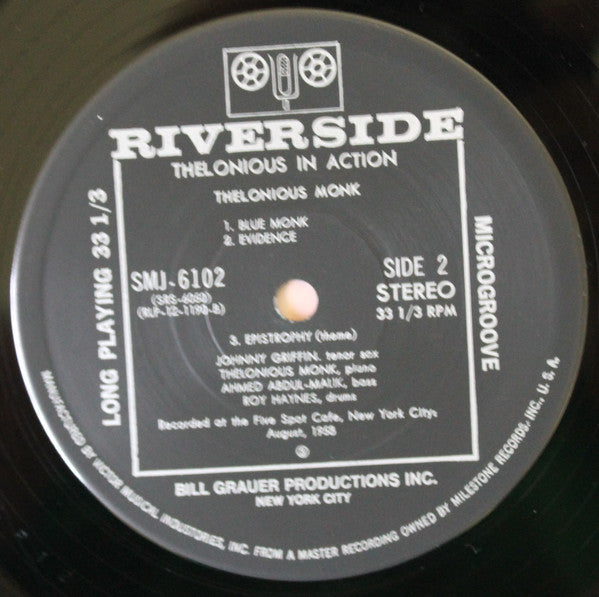 RIVERSIDE
THELONIOUS IN ACTION
THELONIOUS MONK
1. BLUE MONK
2. EVIDENCE
LONG PLAYING 33 1/3
MICROGROOVE
SMJ-6102
(SRS-6050)
(RLP-12-1190-B)
SIDE 2
STEREO
33 1/3 RPM
3. EPISTROPHY (theme)
JOHNNY GRIFFIN, tenor sax
THELONIOUS MONK, piano
AHMED ABDUL-MALIK, bass
ROY HAYNES, drums
Recorded at the Five Spot Cafe, New York City;
August, 1958
BILL GRAUER PRODUCTIONS INC.
NEW YORK CITY
MANUFACTURED BY VICTOR MUSICAL INDUSTRIES, INC. FROM A MASTER RECORDING OWNED BY MILESTONE RECORDS, INC., U. S. A.